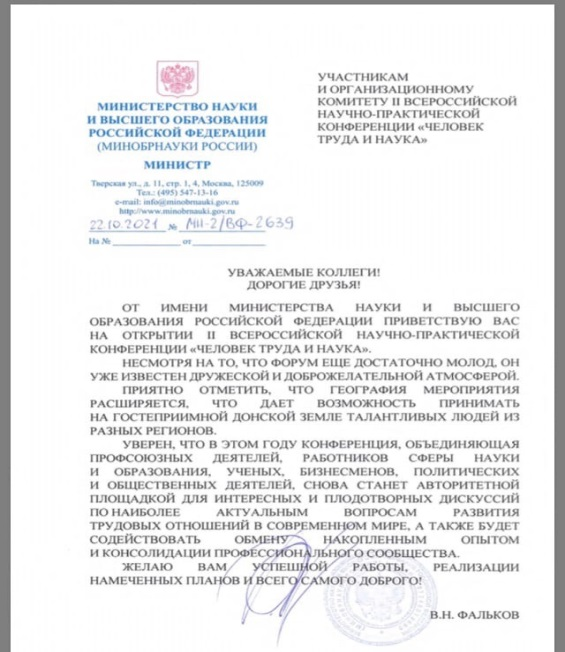 МИНИСТЕРСТВО НАУКИ
И ВЫСШЕГО ОБРАЗОВАНИЯ
РОССИЙСКОЙ ФЕДЕРАЦИИ
(МИНОБРНАУКИ РОССИИ)
МИНИСТР
Тверская ул., д. 11, стр. 1, 4, Москва, 125009
Тел.: (495) 547-13-16
e-mail: info@minobrnauki.gov.ru
http://www.minobrnauki.gov.ru
22.10.2021 № МН-2/ВФ-2639
На № от
УЧАСТНИКАМ
И ОРГАНИЗАЦИОННОМУ
КОМИТЕТУ II ВСЕРОССИЙСКОЙ
НАУЧНО-ПРАКТИЧЕСКОЙ
КОНФЕРЕНЦИИ «ЧЕЛОВЕК
ТРУДА И НАУКА»
УВАЖАЕМЫЕ КОЛЛЕГИ!
ДОРОГИЕ ДРУЗЬЯ!
ОТ ИМЕНИ МИНИСТЕРСТВА НАУКИ И ВЫСШЕГО
ОБРАЗОВАНИЯ РОССИЙСКОЙ ФЕДЕРАЦИИ ПРИВЕТСТВУЮ ВАС
НА ОТКРЫТИИ II ВСЕРОССИЙСКОЙ НАУЧНО-ПРАКТИЧЕСКОЙ
КОНФЕРЕНЦИИ «ЧЕЛОВЕК ТРУДА И НАУКА».
НЕСМОТРЯ НА ТО, ЧТО ФОРУМ ЕЩЕ ДОСТАТОЧНО МОЛОД, ОН
УЖЕ ИЗВЕСТЕН ДРУЖЕСКОЙ И ДОБРОЖЕЛАТЕЛЬНОЙ АТМОСФЕРОЙ.
ПРИЯТНО ОТМЕТИТЬ, ЧТО ГЕОГРАФИЯ МЕРОПРИЯТИЯ
РАСШИРЯЕТСЯ, ЧТО ДАЕТ ВОЗМОЖНОСТЬ ПРИНИМАТЬ
НА ГОСТЕПРИИМНОЙ ДОНСКОЙ ЗЕМЛЕ ТАЛАНТЛИВЫХ ЛЮДЕЙ ИЗ
РАЗНЫХ РЕГИОНОВ.
УВЕРЕН, ЧТО В ЭТОМ ГОДУ КОНФЕРЕНЦИЯ, ОБЪЕДИНЯЮЩАЯ
ПРОФСОЮЗНЫХ ДЕЯТЕЛЕЙ, РАБОТНИКОВ СФЕРЫ НАУКИ
И ОБРАЗОВАНИЯ, УЧЕНЫХ, БИЗНЕСМЕНОВ, ПОЛИТИЧЕСКИХ
И ОБЩЕСТВЕННЫХ ДЕЯТЕЛЕЙ, СНОВА СТАНЕТ АВТОРИТЕТНОЙ
ПЛОЩАДКОЙ ДЛЯ ИНТЕРЕСНЫХ И ПЛОДОТВОРНЫХ ДИСКУССИЙ
ПО НАИБОЛЕЕ АКТУАЛЬНЫМ ВОПРОСАМ РАЗВИТИЯ
ТРУДОВЫХ ОТНОШЕНИЙ В СОВРЕМЕННОМ МИРЕ, А ТАКЖЕ БУДЕТ
СОДЕЙСТВОВАТЬ ОБМЕНУ НАКОПЛЕННЫМ ОПЫТОМ
И КОНСОЛИДАЦИИ ПРОФЕССИОНАЛЬНОГО СООБЩЕСТВА.
ЖЕЛАЮ ВАМ УСПЕШНОЙ РАБОТЫ, РЕАЛИЗАЦИИ
НАМЕЧЕННЫХ ПЛАНОВ И ВСЕГО САМОГО ДОБРОГО!
В.Н. ФАЛЬКОВ